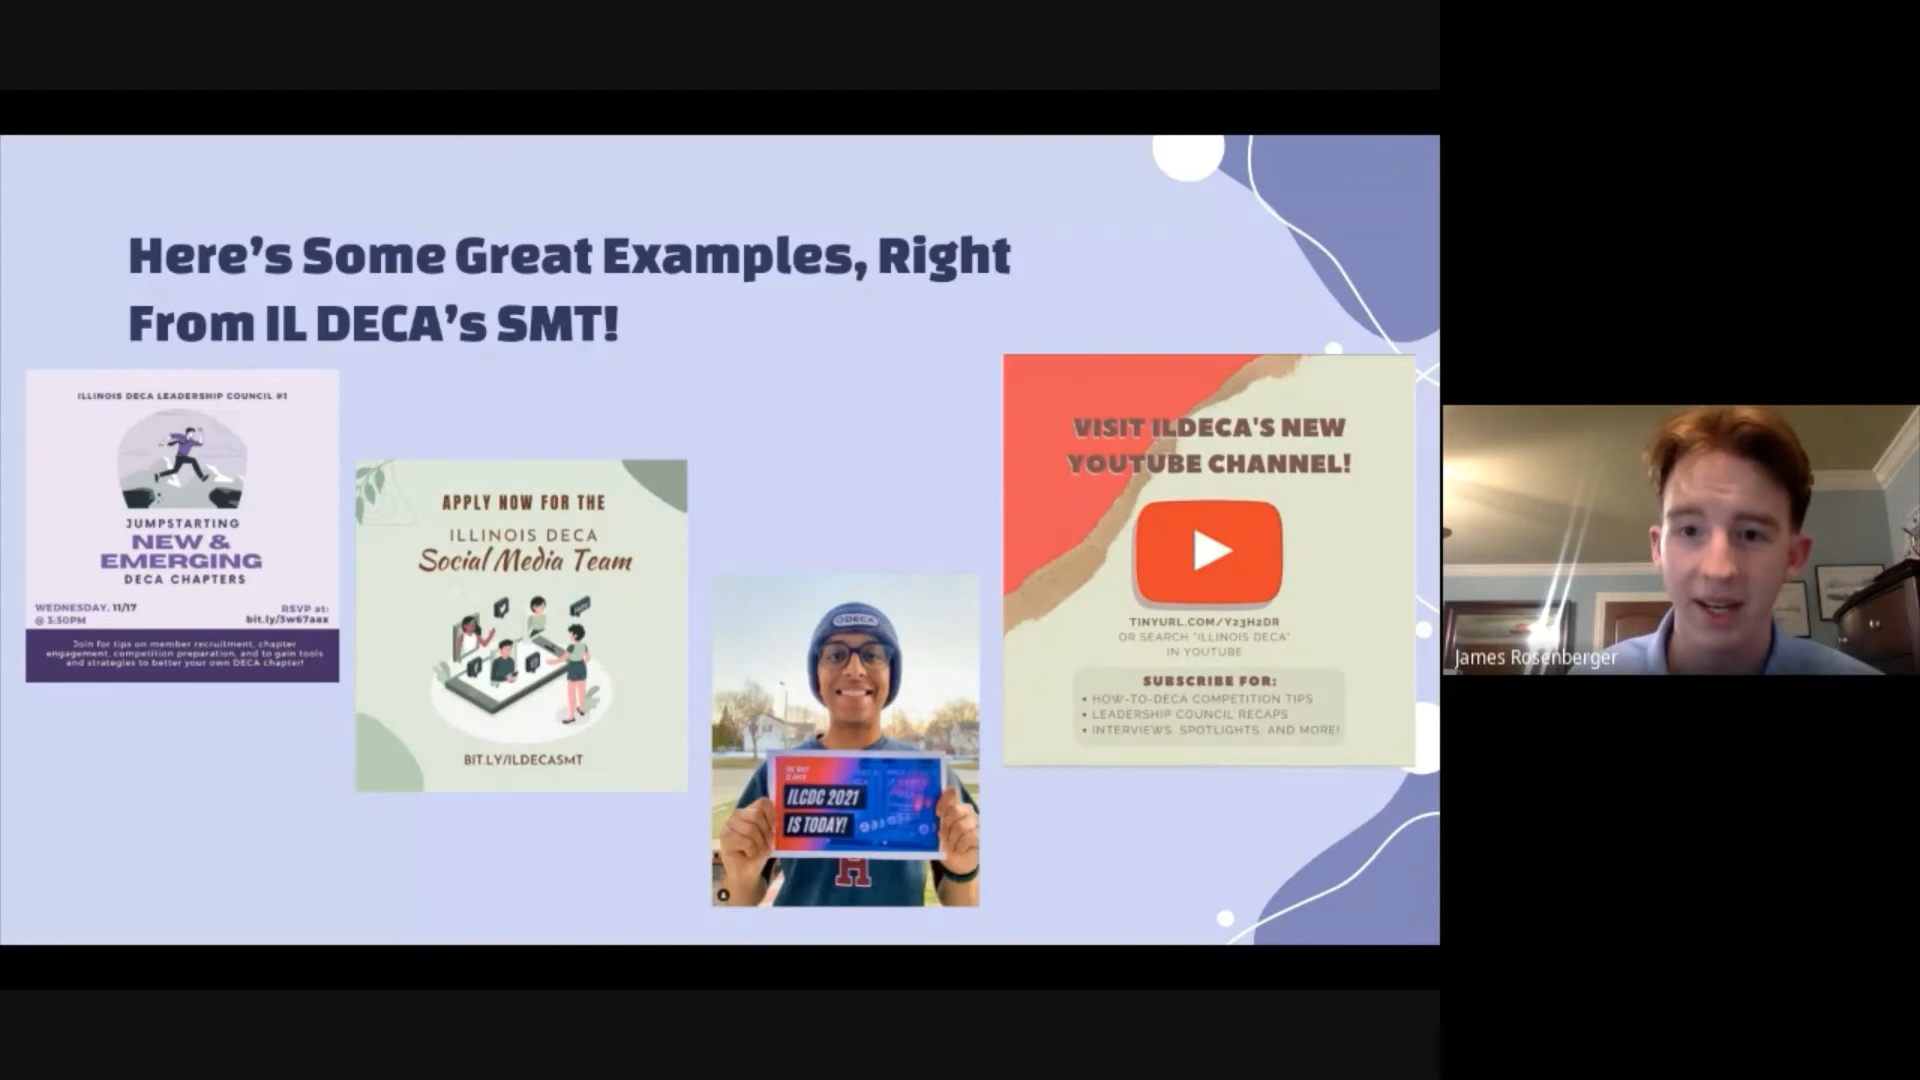 Here's Some Great Examples, Right
From IL DECA's SMT!
ILLINOIS DECA LEADERSHIP COUNCIL #1
JUMPSTARTING
NEW &
EMERGING
DECA CHAPTERS
WEDNESDAY, 11/17
@ 3:30PM
RSVP at:
bit.ly/3w67aax
Join for tips on member recruitment, chapter
engagement, competition preparation, and to gain tools
and strategies to better your own DECA chapter!
APPLY NOW FOR THE
ILLINOIS DECA
Social Media Team
BIT.LY/ILDECASMT
DECA
ILCDC 2021
IS TODAY!
H
VISIT ILDECA'S NEW
YOUTUBE CHANNEL!
TINYURL.COM/Y23H2DR
OR SEARCH "ILLINOIS DECA"
IN YOUTUBE
SUBSCRIBE FOR:
• HOW-TO-DECA COMPETITION TIPS
• LEADERSHIP COUNCIL RECAPS
• INTERVIEWS, SPOTLIGHTS, AND MORE!
James Rosenberger